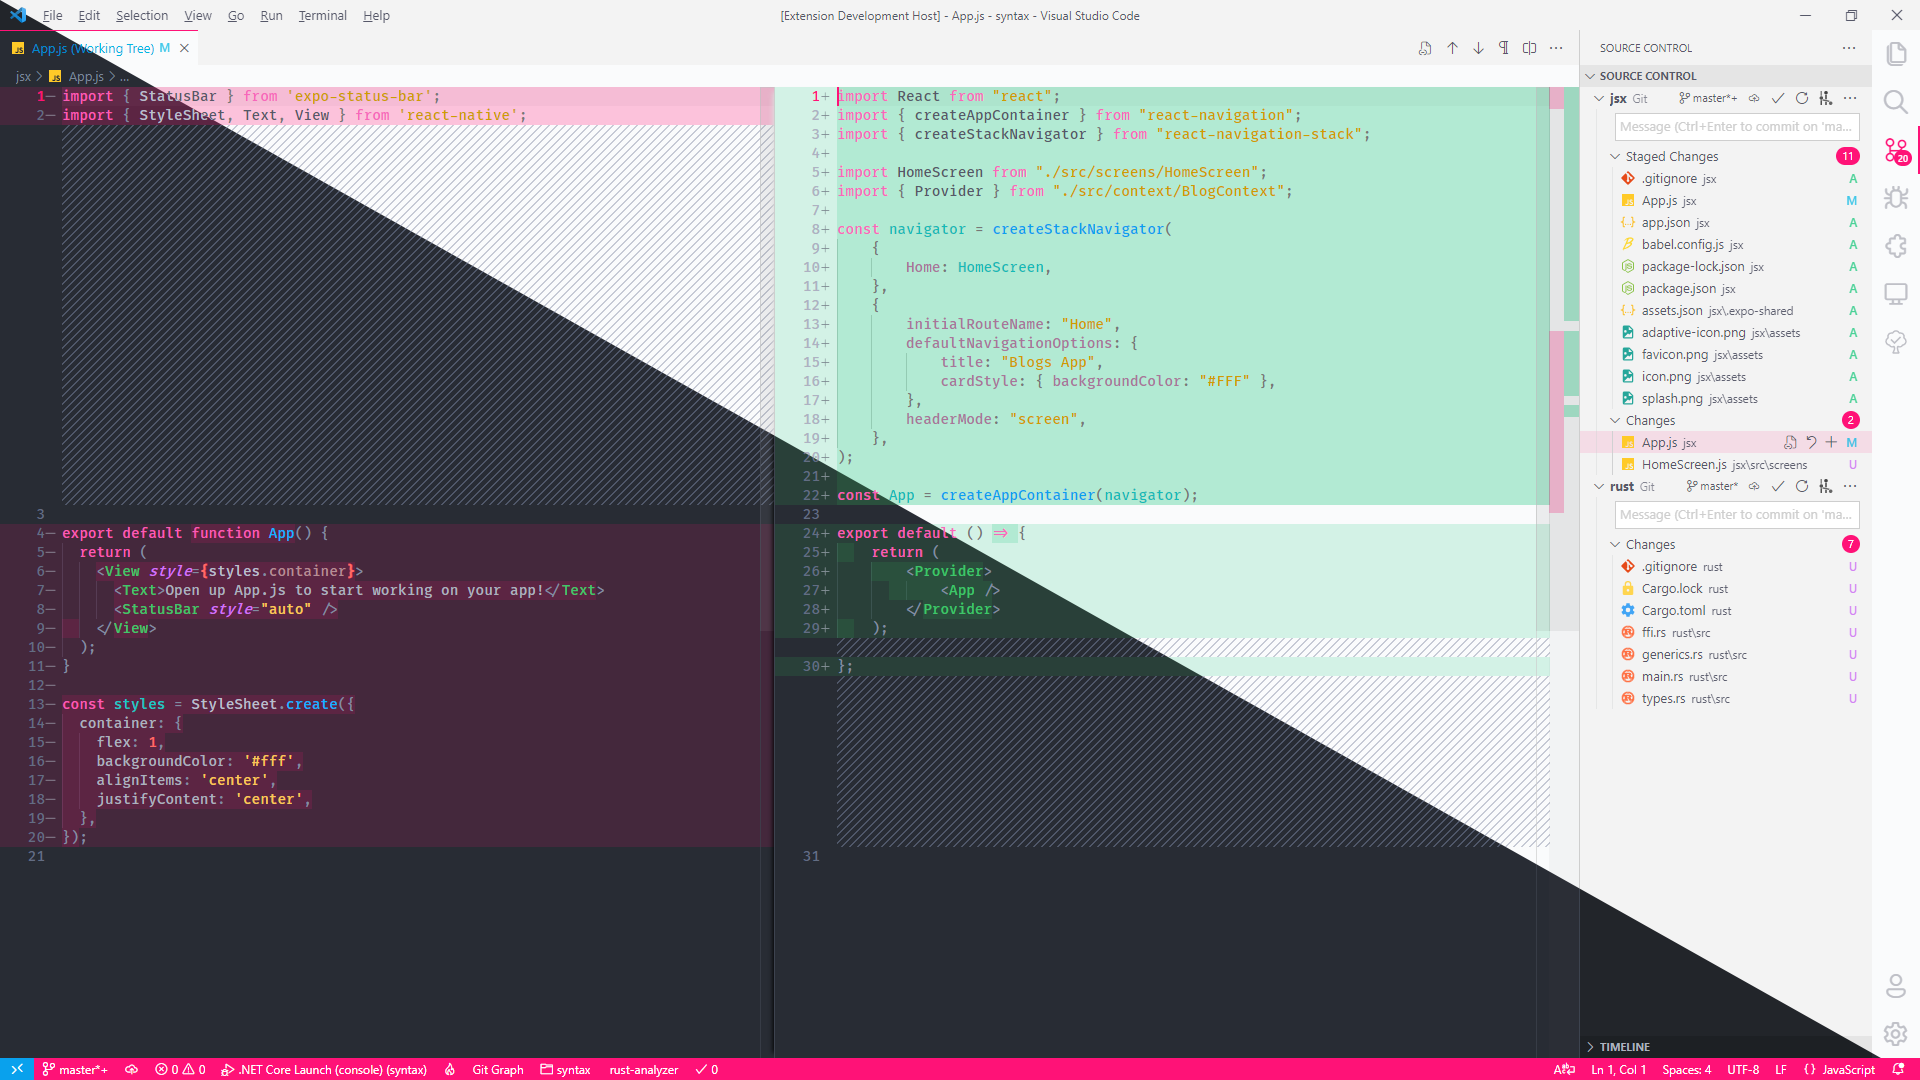 File Edit Selection View Go Run Terminal Help
[Extension Development Host] - App.js - syntax - Visual Studio Code
App.js (Working Tree) M
jsx > App.js > ...
1− import { StatusBar } from 'expo-status-bar';
2− import { StyleSheet, Text, View } from 'react-native';
3
4− export default function App() {
5− return (
6− <View style={styles.container}>
7− <Text>Open up App.js to start working on your app!</Text>
8− <StatusBar style="auto" />
9− </View>
10− );
11− }
12−
13− const styles = StyleSheet.create({
14− container: {
15− flex: 1,
16− backgroundColor: '#fff',
17− alignItems: 'center',
18− justifyContent: 'center',
19− },
20− });
21
1+ import React from "react";
2+ import { createAppContainer } from "react-navigation";
3+ import { createStackNavigator } from "react-navigation-stack";
4+
5+ import HomeScreen from "./src/screens/HomeScreen";
6+ import { Provider } from "./src/context/BlogContext";
7+
8+ const navigator = createStackNavigator(
9+ {
10+ Home: HomeScreen,
11+ },
12+ {
13+ initialRouteName: "Home",
14+ defaultNavigationOptions: {
15+ title: "Blogs App",
16+ cardStyle: { backgroundColor: "#FFF" },
17+ },
18+ headerMode: "screen",
19+ },
20+ );
21+
22+ const App = createAppContainer(navigator);
23
24+ export default () => {
25+ return (
26+ <Provider>
27+ <App />
28+ </Provider>
29+ );
30+ };
31
SOURCE CONTROL
SOURCE CONTROL
jsx Git master*+
Message (Ctrl+Enter to commit on 'ma...
Staged Changes 11
.gitignore jsx A
App.js jsx M
app.json jsx A
babel.config.js jsx A
package-lock.json jsx A
package.json jsx A
assets.json jsx\.expo-shared A
adaptive-icon.png jsx\assets A
favicon.png jsx\assets A
icon.png jsx\assets A
splash.png jsx\assets A
Changes 2
App.js jsx M
HomeScreen.js jsx\src\screens U
rust Git master*
Message (Ctrl+Enter to commit on 'ma...
Changes 7
.gitignore rust U
Cargo.lock rust U
Cargo.toml rust U
ffi.rs rust\src U
generics.rs rust\src U
main.rs rust\src U
types.rs rust\src U
TIMELINE
20
master*+ 0 0 .NET Core Launch (console) (syntax) Git Graph syntax rust-analyzer 0
Ln 1, Col 1 Spaces: 4 UTF-8 LF {} JavaScript